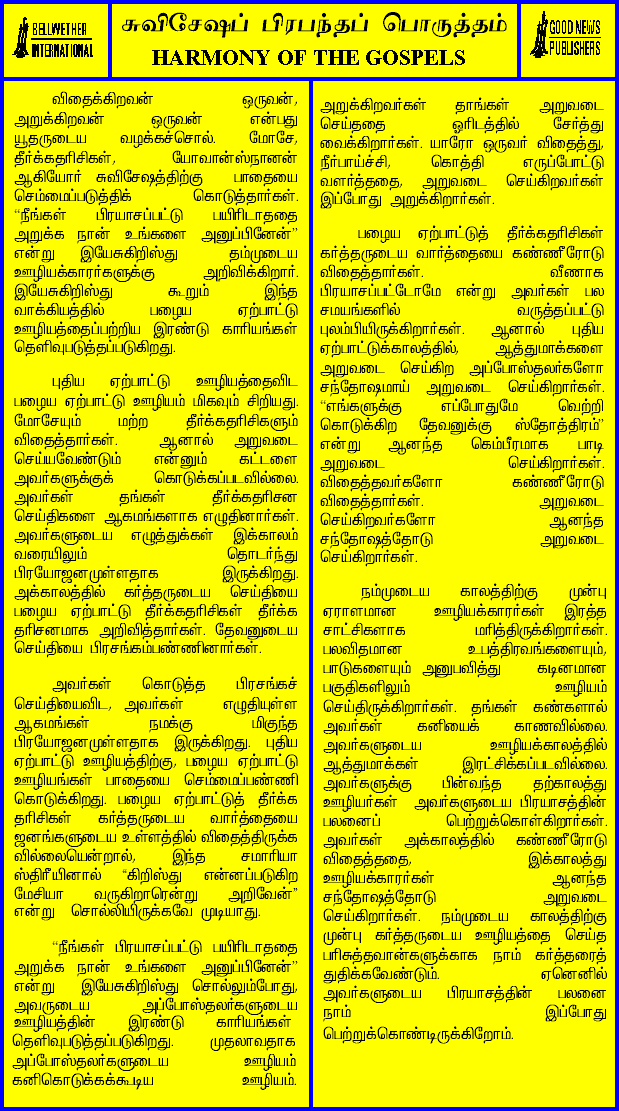 BELLWETHER
INTERNATIONAL
சுவிசேஷப் பிரபந்தப் பொருத்தம்
HARMONY OF THE GOSPELS
GOOD NEWS
PUBLISHERS
விதைக்கிறவன் ஒருவன்,
அறுக்கிறவன் ஒருவன் என்பது
யூதருடைய வழக்கச்சொல். மோசே,
தீர்க்கதரிசிகள், யோவான்ஸ்நானன்
ஆகியோர் சுவிசேஷத்திற்கு பாதையை
செம்மைப்படுத்திக் கொடுத்தார்கள்.
“நீங்கள் பிரயாசப்பட்டு பயிரிடாததை
அறுக்க நான் உங்களை அனுப்பினேன்”
என்று இயேசுகிறிஸ்து தம்முடைய
ஊழியக்காரர்களுக்கு அறிவிக்கிறார்.
இயேசுகிறிஸ்து கூறும் இந்த
வாக்கியத்தில் பழைய ஏற்பாட்டு
ஊழியத்தைப்பற்றிய இரண்டு காரியங்கள்
தெளிவுபடுத்தப்படுகிறது.
புதிய ஏற்பாட்டு ஊழியத்தைவிட
பழைய ஏற்பாட்டு ஊழியம் மிகவும் சிறியது.
மோசேயும் மற்ற தீர்க்கதரிசிகளும்
விதைத்தார்கள். ஆனால் அறுவடை
செய்யவேண்டும் என்னும் கட்டளை
அவர்களுக்குக் கொடுக்கப்படவில்லை.
அவர்கள் தங்கள் தீர்க்கதரிசன
செய்திகளை ஆகமங்களாக எழுதினார்கள்.
அவர்களுடைய எழுத்துக்கள் இக்காலம்
வரையிலும் தொடர்ந்து
பிரயோஜனமுள்ளதாக இருக்கிறது.
அக்காலத்தில் கர்த்தருடைய செய்தியை
பழைய ஏற்பாட்டு தீர்க்கதரிசிகள் தீர்க்க
தரிசனமாக அறிவித்தார்கள். தேவனுடைய
செய்தியை பிரசங்கம்பண்ணினார்கள்.
அவர்கள் கொடுத்த பிரசங்கச்
செய்தியைவிட, அவர்கள் எழுதியுள்ள
ஆகமங்கள் நமக்கு மிகுந்த
பிரயோஜனமுள்ளதாக இருக்கிறது. புதிய
ஏற்பாட்டு ஊழியத்திற்கு, பழைய ஏற்பாட்டு
ஊழியங்கள் பாதையை செம்மைப்பண்ணி
கொடுக்கிறது. பழைய ஏற்பாட்டுத் தீர்க்க
தரிசிகள் கர்த்தருடைய வார்த்தையை
ஜனங்களுடைய உள்ளத்தில் விதைத்திருக்க
வில்லையென்றால், இந்த சமாரியா
ஸ்திரீயினால் “கிறிஸ்து என்னப்படுகிற
மேசியா வருகிறாரென்று அறிவேன்”
என்று சொல்லியிருக்கவே முடியாது.
“நீங்கள் பிரயாசப்பட்டு பயிரிடாததை
அறுக்க நான் உங்களை அனுப்பினேன்”
என்று இயேசுகிறிஸ்து சொல்லும்போது,
அவருடைய அப்போஸ்தலர்களுடைய
ஊழியத்தின் இரண்டு காரியங்கள்
தெளிவுபடுத்தப்படுகிறது. முதலாவதாக
அப்போஸ்தலர்களுடைய ஊழியம்
கனிகொடுக்கக்கூடிய ஊழியம்.
அறுக்கிறவர்கள் தாங்கள் அறுவடை
செய்ததை ஓரிடத்தில் சேர்த்து
வைக்கிறார்கள். யாரோ ஒருவர் விதைத்து,
நீர்பாய்ச்சி, கொத்தி எருப்போட்டு
வளர்த்ததை, அறுவடை செய்கிறவர்கள்
இப்போது அறுக்கிறார்கள்.
பழைய ஏற்பாட்டுத் தீர்க்கதரிசிகள்
கர்த்தருடைய வார்த்தையை கண்ணீரோடு
விதைத்தார்கள். வீணாக
பிரயாசப்பட்டோமே என்று அவர்கள் பல
சமயங்களில் வருத்தப்பட்டு
புலம்பியிருக்கிறார்கள். ஆனால் புதிய
ஏற்பாட்டுக்காலத்தில், ஆத்துமாக்களை
அறுவடை செய்கிற அப்போஸ்தலர்களோ
சந்தோஷமாய் அறுவடை செய்கிறார்கள்.
“எங்களுக்கு எப்போதுமே வெற்றி
கொடுக்கிற தேவனுக்கு ஸ்தோத்திரம்”
என்று ஆனந்த கெம்பீரமாக பாடி
அறுவடை செய்கிறார்கள்.
விதைத்தவர்களோ கண்ணீரோடு
விதைத்தார்கள். அறுவடை
செய்கிறவர்களோ ஆனந்த
சந்தோஷத்தோடு அறுவடை
செய்கிறார்கள்.
நம்முடைய காலத்திற்கு முன்பு
ஏராளமான ஊழியக்காரர்கள் இரத்த
சாட்சிகளாக மரித்திருக்கிறார்கள்.
பலவிதமான உபத்திரவங்களையும்,
பாடுகளையும் அனுபவித்து கடினமான
பகுதிகளிலும் ஊழியம்
செய்திருக்கிறார்கள். தங்கள் கண்களால்
அவர்கள் கனியைக் காணவில்லை.
அவர்களுடைய ஊழியக்காலத்தில்
ஆத்துமாக்கள் இரட்சிக்கப்படவில்லை.
அவர்களுக்கு பின்வந்த தற்காலத்து
ஊழியர்கள் அவர்களுடைய பிரயாசத்தின்
பலனைப் பெற்றுக்கொள்கிறார்கள்.
அவர்கள் அக்காலத்தில் கண்ணீரோடு
விதைத்ததை, இக்காலத்து
ஊழியக்காரர்கள் ஆனந்த
சந்தோஷத்தோடு அறுவடை
செய்கிறார்கள். நம்முடைய காலத்திற்கு
முன்பு கர்த்தருடைய ஊழியத்தை செய்த
பரிசுத்தவான்களுக்காக நாம் கர்த்தரைத்
துதிக்கவேண்டும். ஏனெனில்
அவர்களுடைய பிரயாசத்தின் பலனை
நாம் இப்போது
பெற்றுக்கொண்டிருக்கிறோம்.